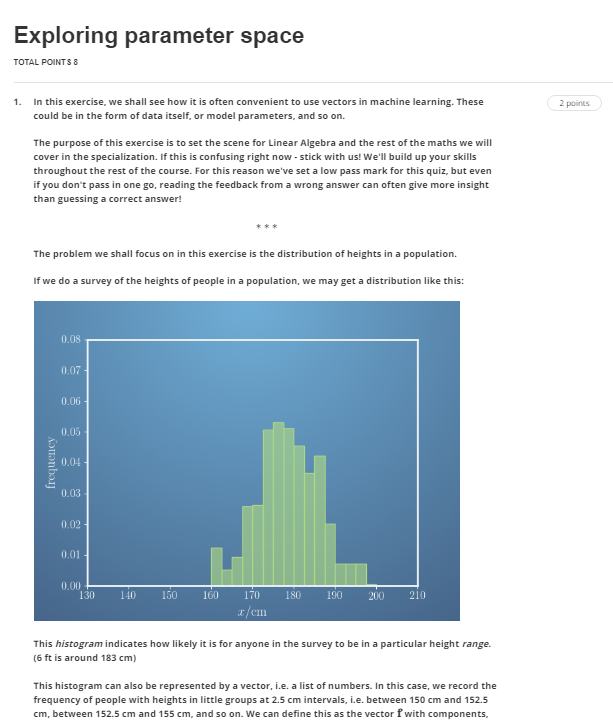 Exploring parameter space
TOTAL POINTS 8
1. In this exercise, we shall see how it is often convenient to use vectors in machine learning. These
2 points
could be in the form of data itself, or model parameters, and so on.
The purpose of this exercise is to set the scene for Linear Algebra and the rest of the maths we will
cover in the specialization. If this is confusing right now - stick with us! We'll build up your skills
throughout the rest of the course. For this reason we've set a low pass mark for this quiz, but even
if you don't pass in one go, reading the feedback from a wrong answer can often give more insight
than guessing a correct answer!
* * *
The problem we shall focus on in this exercise is the distribution of heights in a population.
If we do a survey of the heights of people in a population, we may get a distribution like this:
0.08
0.07
0.06
0.05
0.04
0.03
0.02
0.01
0.00
frequency
130 140 150 160 170 180 190 200 210
x/cm
This histogram indicates how likely it is for anyone in the survey to be in a particular height range.
(6 ft is around 183 cm)
This histogram can also be represented by a vector, i.e. a list of numbers. In this case, we record the
frequency of people with heights in little groups at 2.5 cm intervals, i.e. between 150 cm and 152.5
cm, between 152.5 cm and 155 cm, and so on. We can define this as the vector f with components,